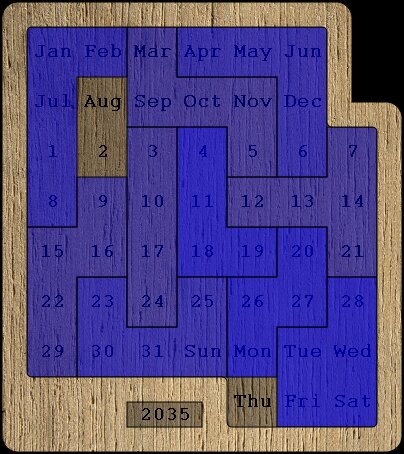 Jan Feb Mar Apr May Jun
Jul Aug Sep Oct Nov Dec
1 2 3 4 5 6 7
8 9 10 11 12 13 14
15 16 17 18 19 20 21
22 23 24 25 26 27 28
29 30 31 Sun Mon Tue Wed
Thu Fri Sat
2035